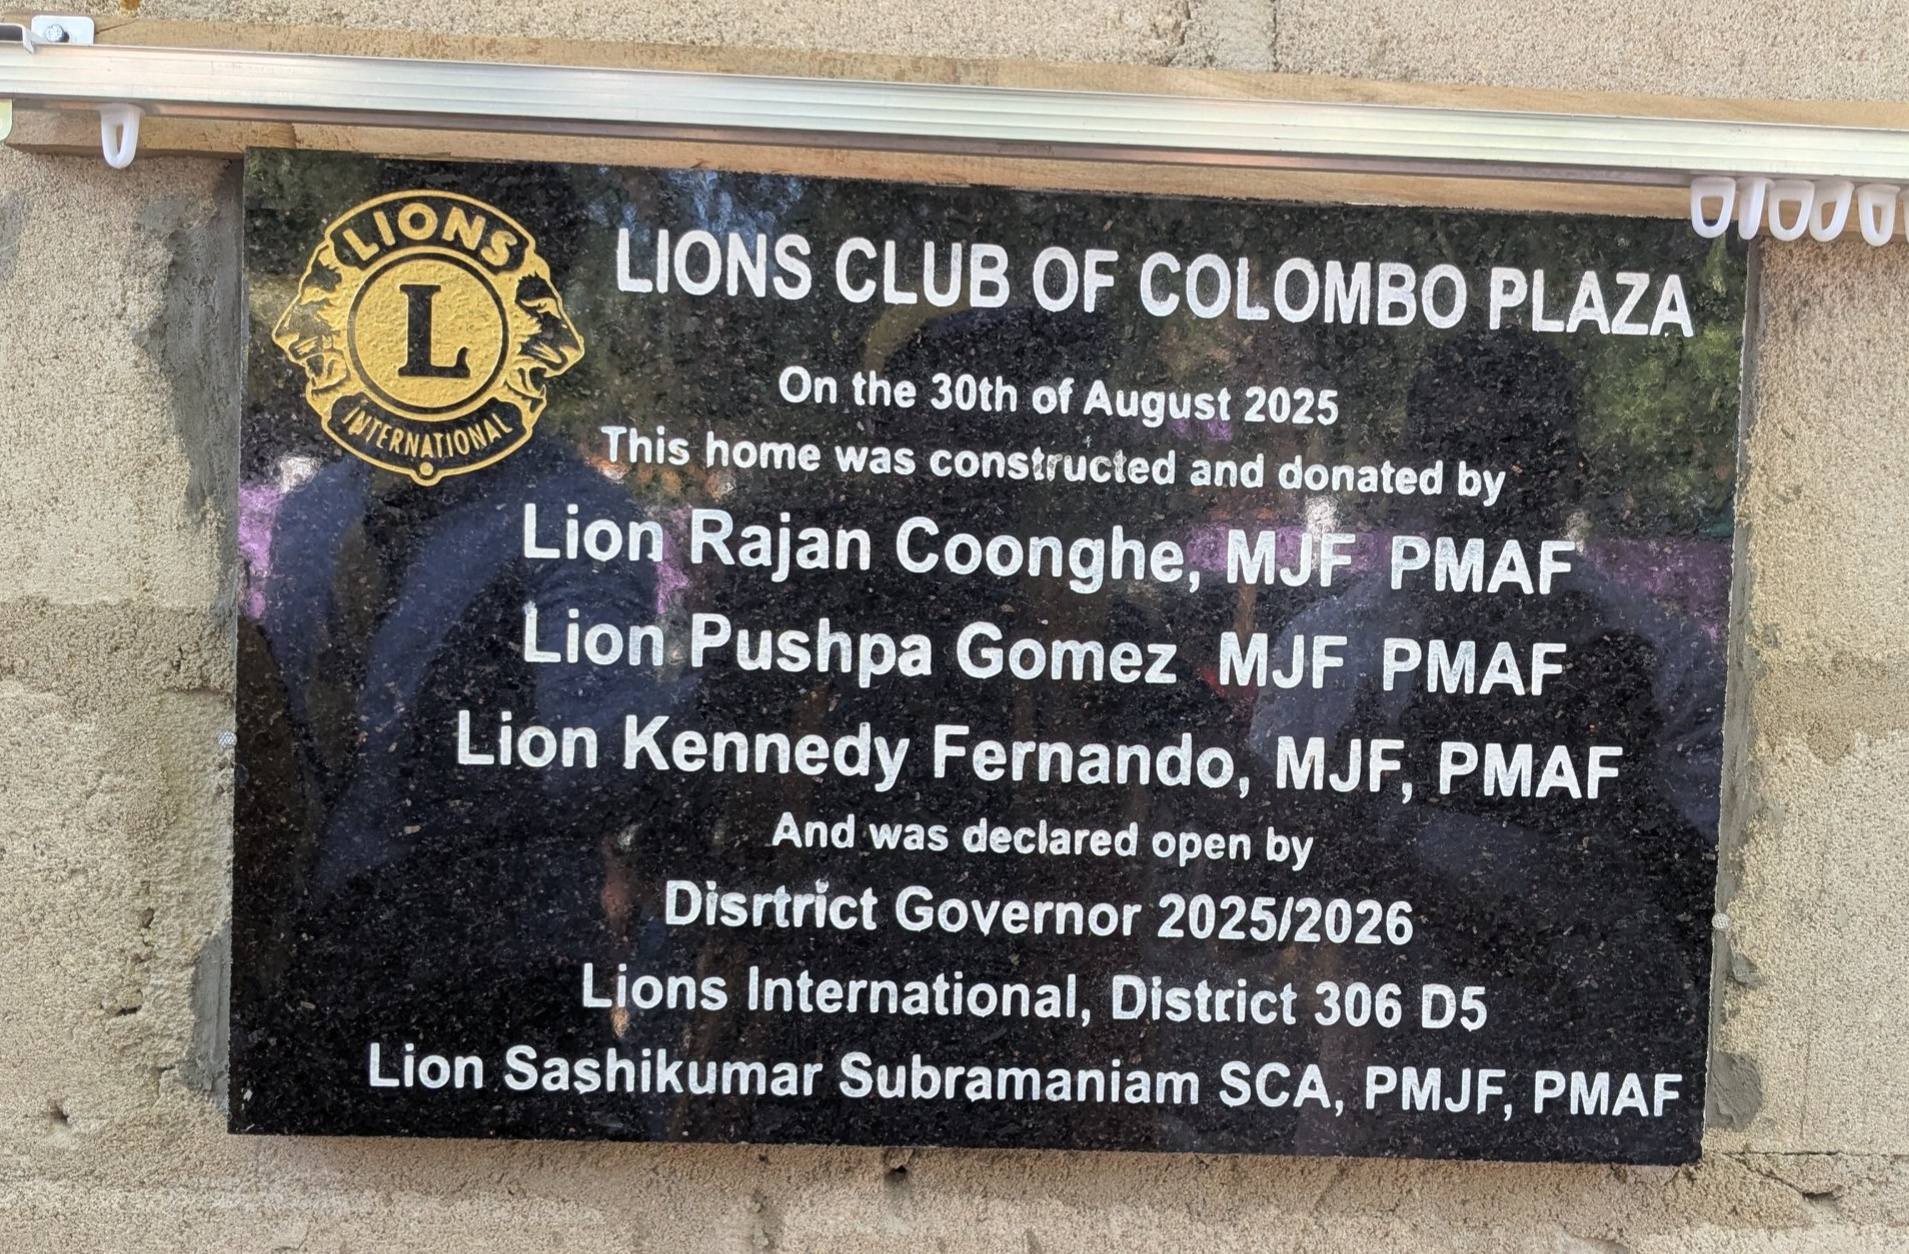 LIONS
L
INTERNATIONAL
LIONS CLUB OF COLOMBO PLAZA
On the 30th of August 2025
This home was constructed and donated by
Lion Rajan Coonghe, MJF PMAF
Lion Pushpa Gomez MJF PMAF
Lion Kennedy Fernando, MJF, PMAF
And was declared open by
Disrtrict Governor 2025/2026
Lions International, District 306 D5
Lion Sashikumar Subramaniam SCA, PMJF, PMAF